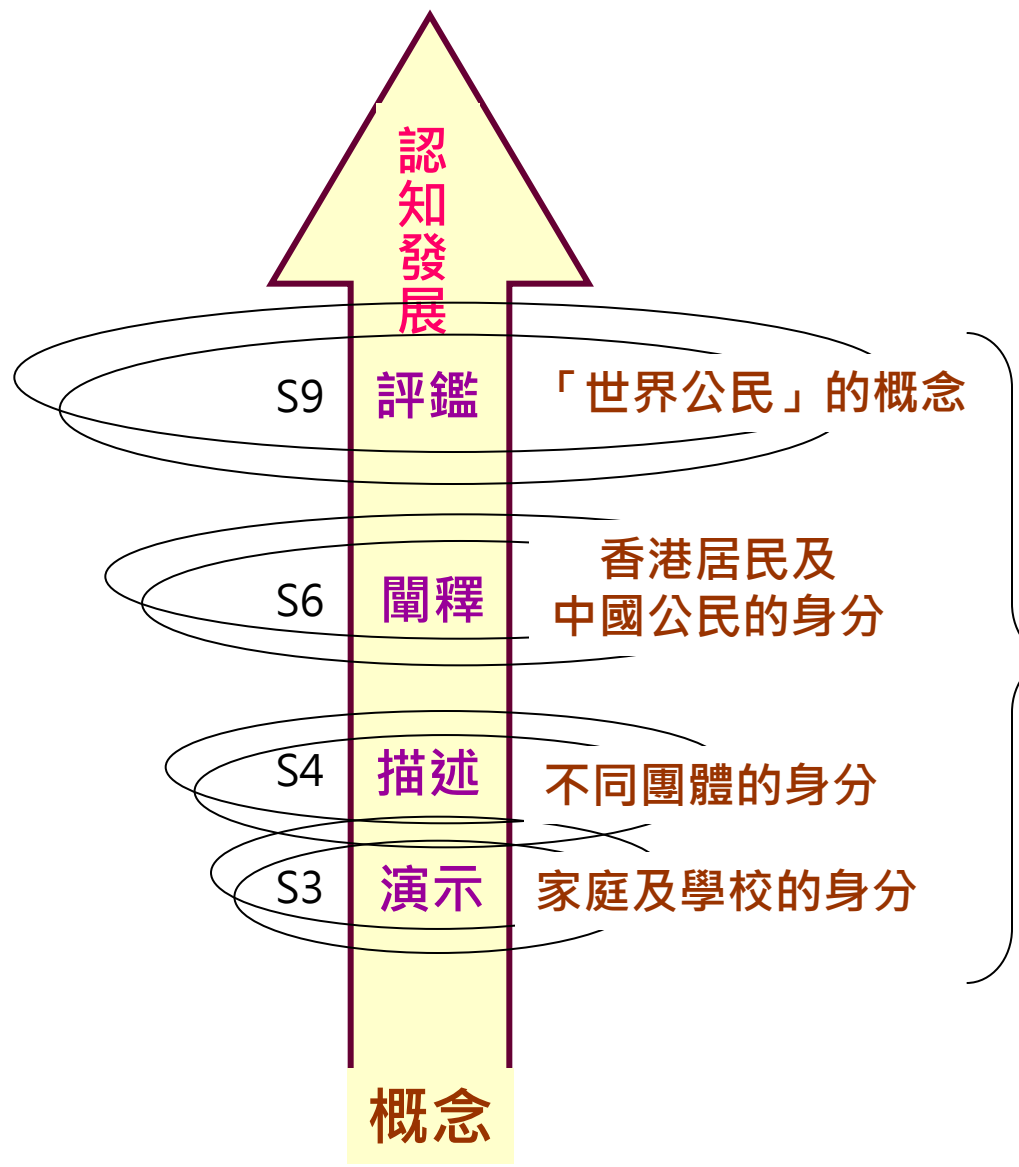 認
知
發
展
S9 評鑑 「世界公民」的概念
香港居民及
S6 闡釋 中國公民的身分
S4 描述 不同團體的身分
S3 演示 家庭及學校的身分
概念